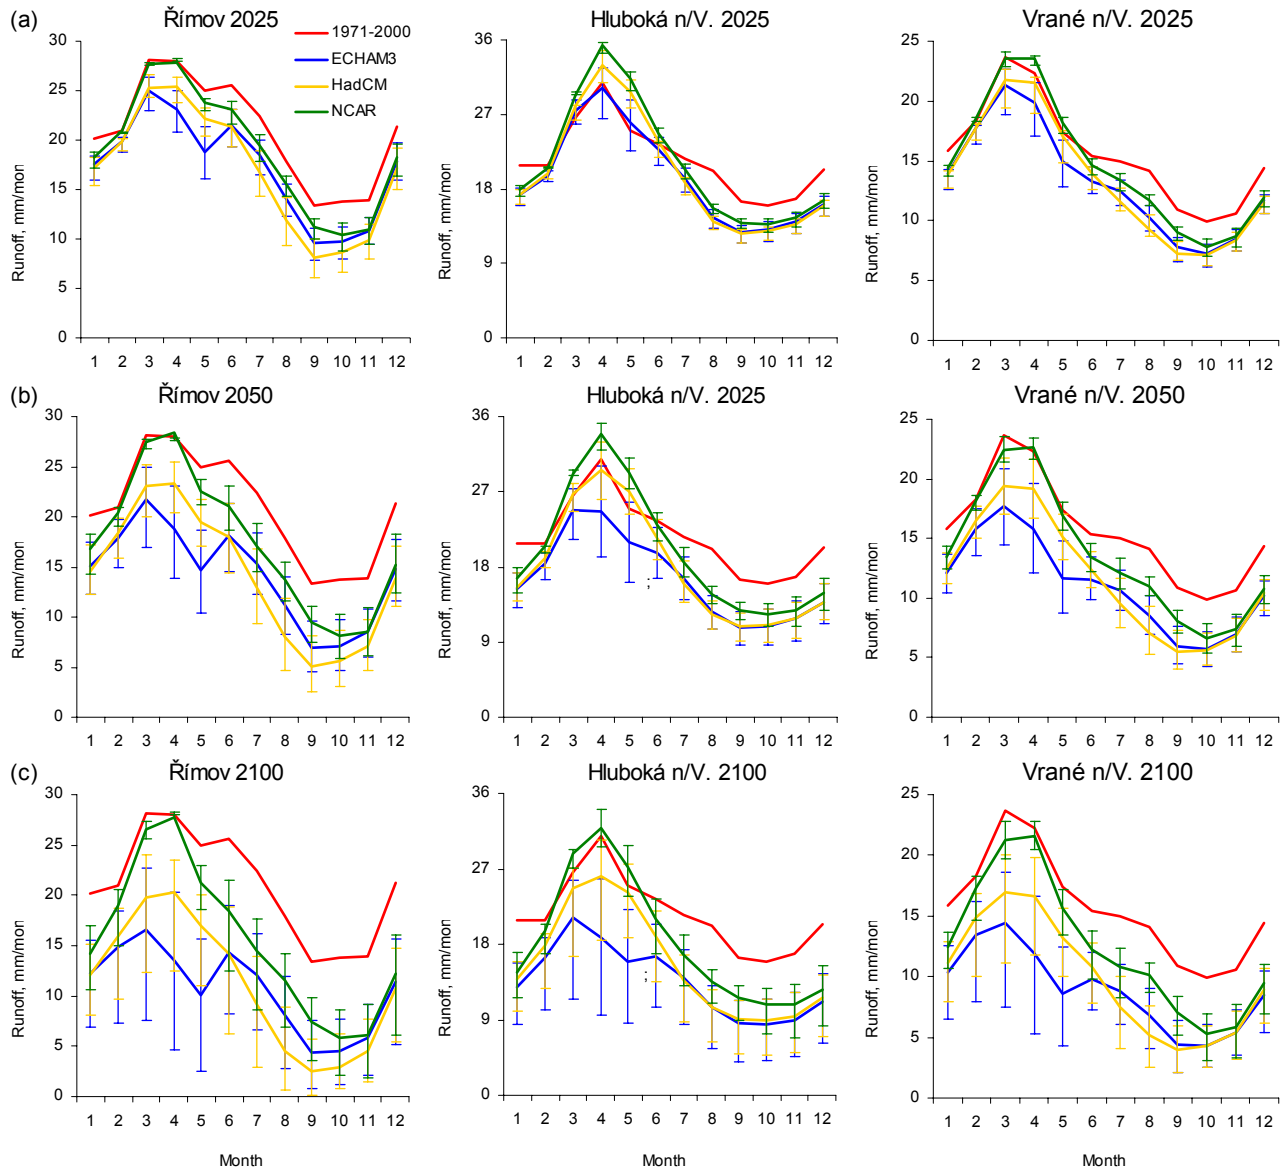 (a)
Římov 2025
Hluboká n/V. 2025
Vrané n/V. 2025
1971-2000
ECHAM3
HadCM
NCAR
Runoff, mm/mon
30
25
20
15
10
5
0
1 2 3 4 5 6 7 8 9 10 11 12
Runoff, mm/mon
36
27
18
9
0
1 2 3 4 5 6 7 8 9 10 11 12
Runoff, mm/mon
25
20
15
10
5
0
1 2 3 4 5 6 7 8 9 10 11 12
(b)
Římov 2050
Hluboká n/V. 2025
Vrané n/V. 2050
Runoff, mm/mon
30
25
20
15
10
5
0
1 2 3 4 5 6 7 8 9 10 11 12
Runoff, mm/mon
36
27
18
9
0
;
1 2 3 4 5 6 7 8 9 10 11 12
Runoff, mm/mon
25
20
15
10
5
0
1 2 3 4 5 6 7 8 9 10 11 12
(c)
Římov 2100
Hluboká n/V. 2100
Vrané n/V. 2100
Runoff, mm/mon
30
25
20
15
10
5
0
1 2 3 4 5 6 7 8 9 10 11 12
Month
Runoff, mm/mon
36
27
18
9
0
;
1 2 3 4 5 6 7 8 9 10 11 12
Month
Runoff, mm/mon
25
20
15
10
5
0
1 2 3 4 5 6 7 8 9 10 11 12
Month